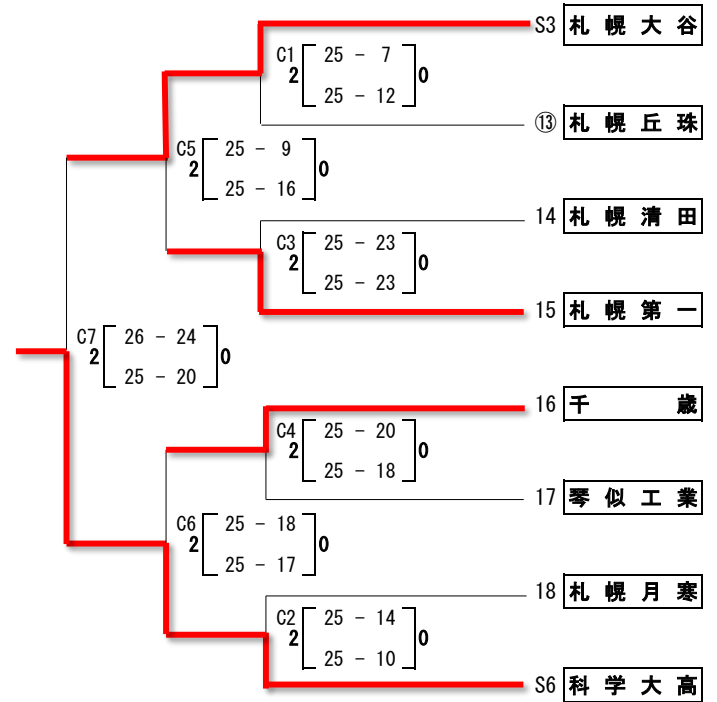 S3 札幌大谷
C1 25 - 7
2 0
25 - 12
⑬ 札幌丘珠
C5 25 - 9
2 0
25 - 16
14 札幌清田
C3 25 - 23
2 0
25 - 23
15 札幌第一
C7 26 - 24
2 0
25 - 20
16 千歳
C4 25 - 20
2 0
25 - 18
17 琴似工業
C6 25 - 18
2 0
25 - 17
18 札幌月寒
C2 25 - 14
2 0
25 - 10
S6 科学大高